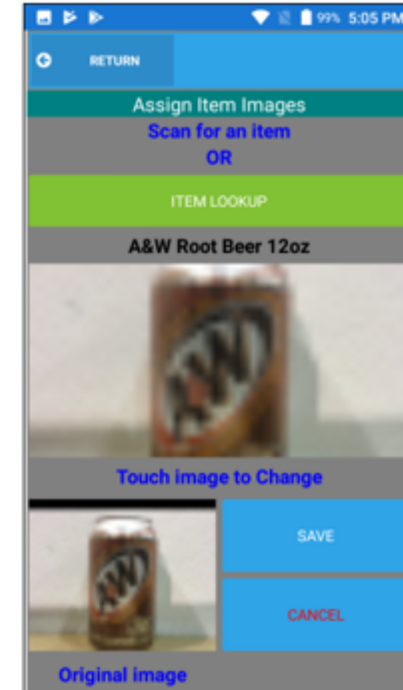 99% 5:05 PM
RETURN
Assign Item Images
Scan for an item
OR
ITEM LOOKUP
A&W Root Beer 12oz
A&W
Touch image to Change
A&W
SAVE
CANCEL
Original image